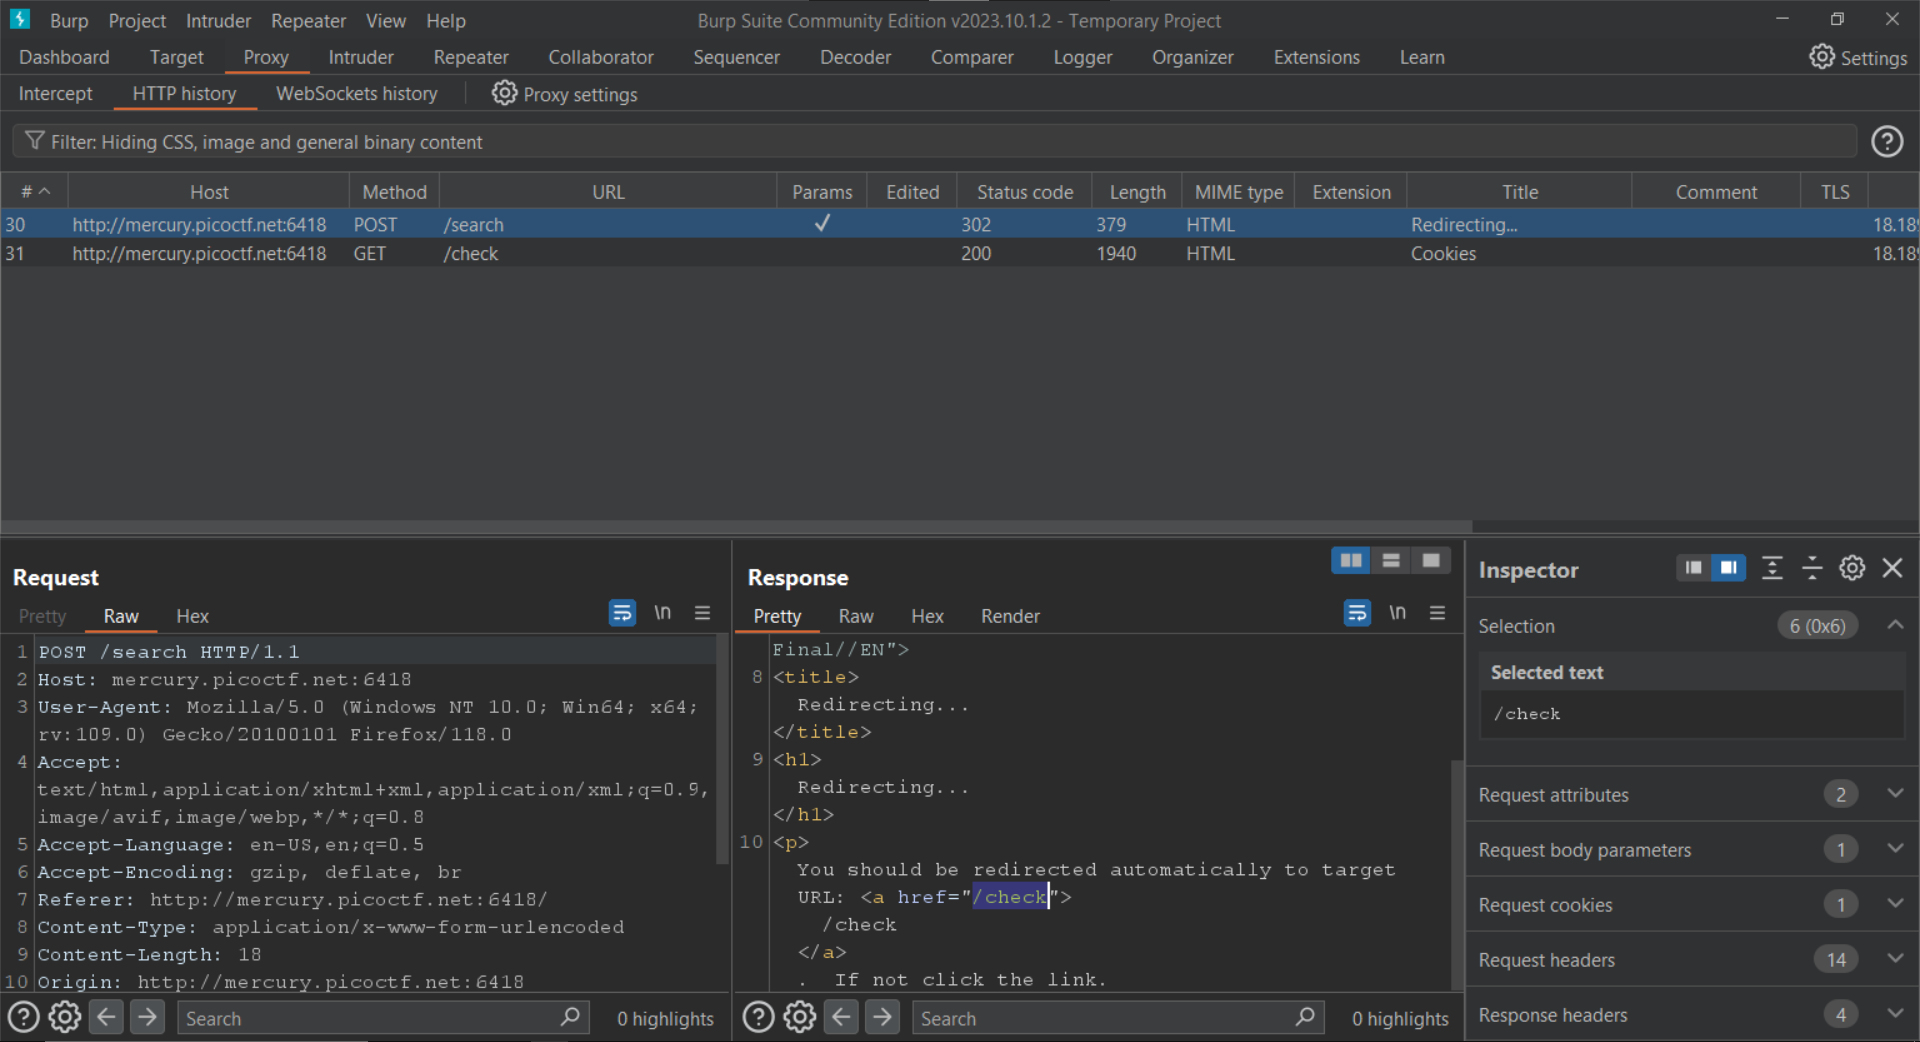 Burp Project Intruder Repeater View Help Burp Suite Community Edition v2023.10.1.2 - Temporary Project
Dashboard Target Proxy Intruder Repeater Collaborator Sequencer Decoder Comparer Logger Organizer Extensions Learn Settings
Intercept HTTP history WebSockets history Proxy settings
Filter: Hiding CSS, image and general binary content
# Host Method URL Params Edited Status code Length MIME type Extension Title Comment TLS
30 http://mercury.picoctf.net:6418 POST /search ✓ 302 379 HTML Redirecting... 18.189
31 http://mercury.picoctf.net:6418 GET /check 200 1940 HTML Cookies 18.189
Request
Pretty Raw Hex \n
1 POST /search HTTP/1.1
2 Host: mercury.picoctf.net:6418
3 User-Agent: Mozilla/5.0 (Windows NT 10.0; Win64; x64;
rv:109.0) Gecko/20100101 Firefox/118.0
4 Accept:
text/html,application/xhtml+xml,application/xml;q=0.9,
image/avif,image/webp,*/*;q=0.8
5 Accept-Language: en-US,en;q=0.5
6 Accept-Encoding: gzip, deflate, br
7 Referer: http://mercury.picoctf.net:6418/
8 Content-Type: application/x-www-form-urlencoded
9 Content-Length: 18
10 Origin: http://mercury.picoctf.net:6418
Search 0 highlights
Response
Pretty Raw Hex Render \n
Final//EN">
8 <title>
Redirecting...
</title>
9 <h1>
Redirecting...
</h1>
10 <p>
You should be redirected automatically to target
URL: <a href="/check">
/check
</a>
. If not click the link.
Search 0 highlights
Inspector
Selection 6 (0x6)
Selected text
/check
Request attributes 2
Request body parameters 1
Request cookies 1
Request headers 14
Response headers 4